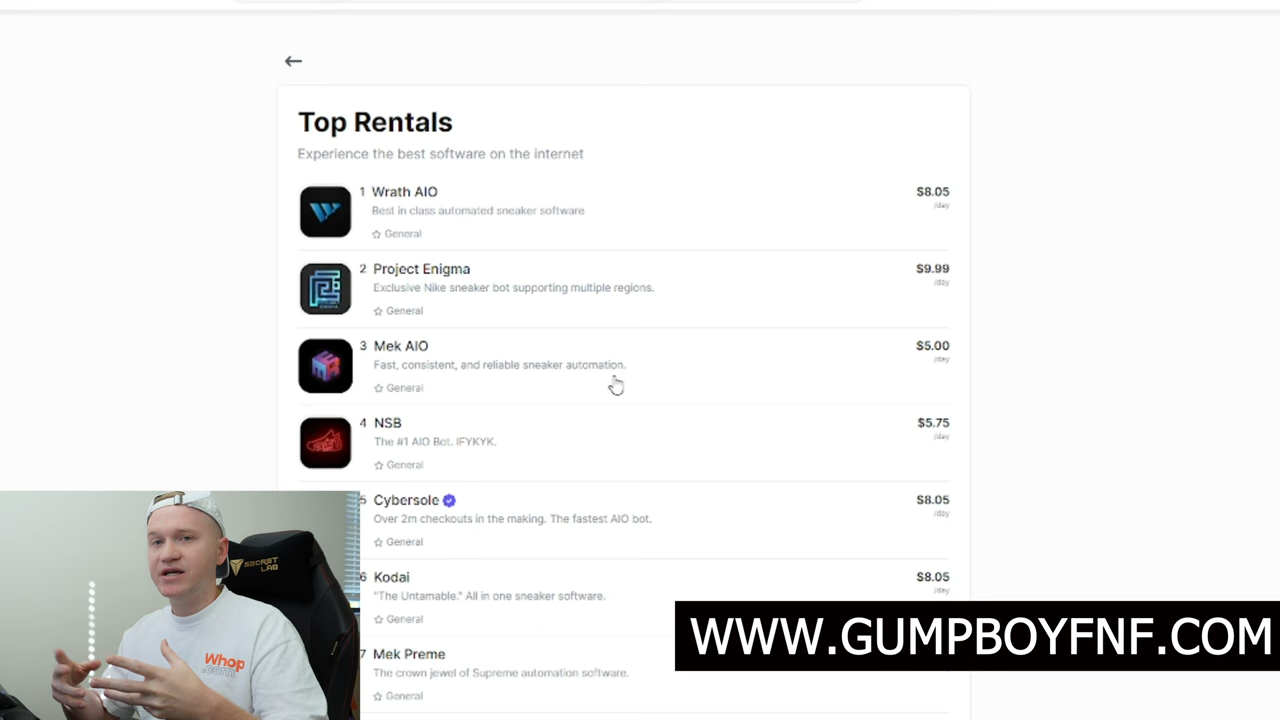 Top Rentals
Experience the best software on the internet
1 Wrath AIO
$8.05
Best in class automated sneaker software
/day
General
2 Project Enigma
$9.99
Exclusive Nike sneaker bot supporting multiple regions.
/day
General
3 Mek AIO
$5.00
Fast, consistent, and reliable sneaker automation.
/day
General
4 NSB
$5.75
The #1 AIO Bot. IFYKYK.
/day
General
5 Cybersole
$8.05
Over 2m checkouts in the making. The fastest AIO bot.
/day
General
6 Kodai
$8.05
"The Untamable." All in one sneaker software.
/day
General
7 Mek Preme
The crown jewel of Supreme automation software.
General
WWW.GUMPBOYFNF.COM
SECRET
LAB
Whop
.com